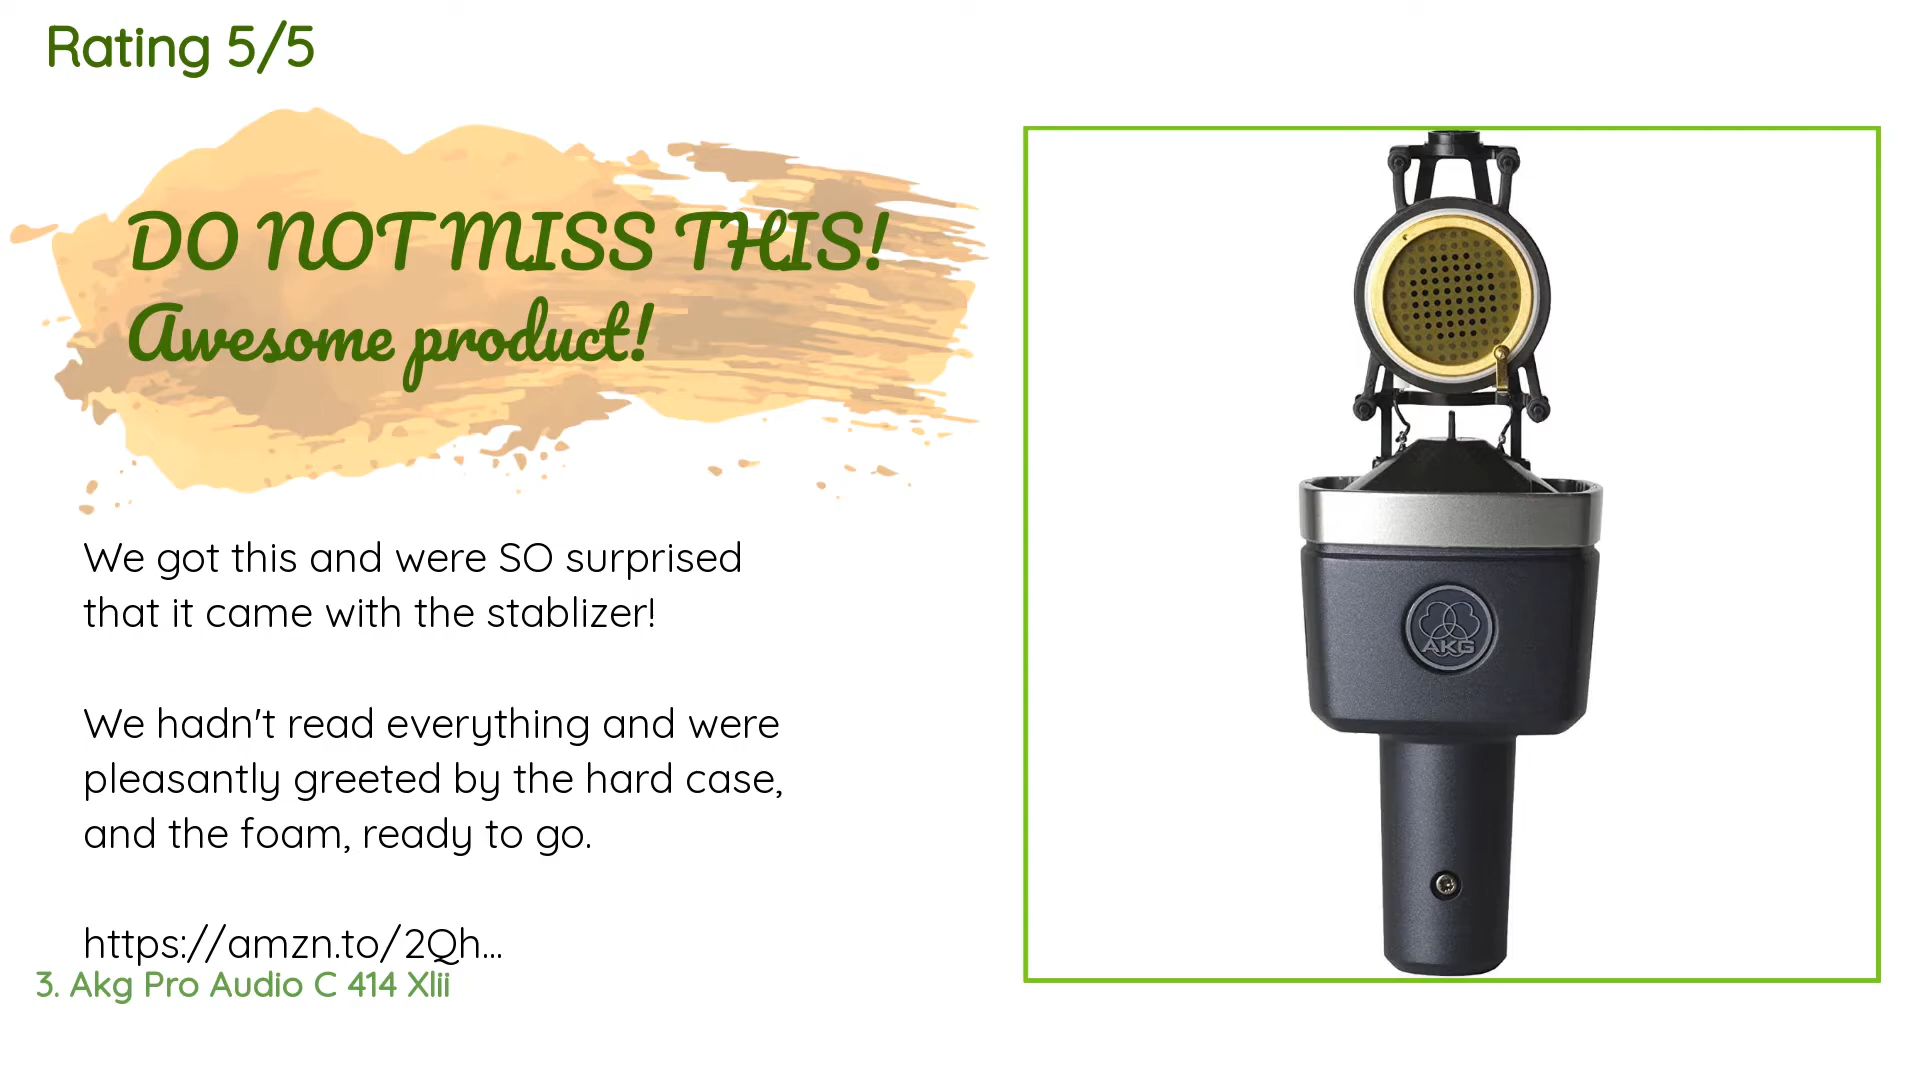 Rating 5/5
DO NOT MISS THIS!
Awesome product!
We got this and were SO surprised
that it came with the stablizer!
We hadn't read everything and were
pleasantly greeted by the hard case,
and the foam, ready to go.
https://amzn.to/2Qh...
3. Akg Pro Audio C 414 Xlii
AKG